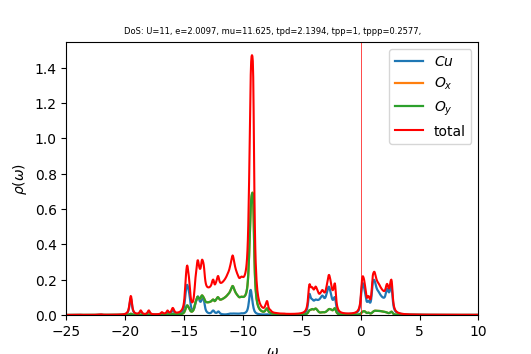 DoS: U=11, e=2.0097, mu=11.625, tpd=2.1394, tpp=1, tppp=0.2577,
ρ(ω)
1.4
1.2
1.0
0.8
0.6
0.4
0.2
0.0
Cu
O_x
O_y
total
−25
−20
−15
−10
−5
0
5
10
ω